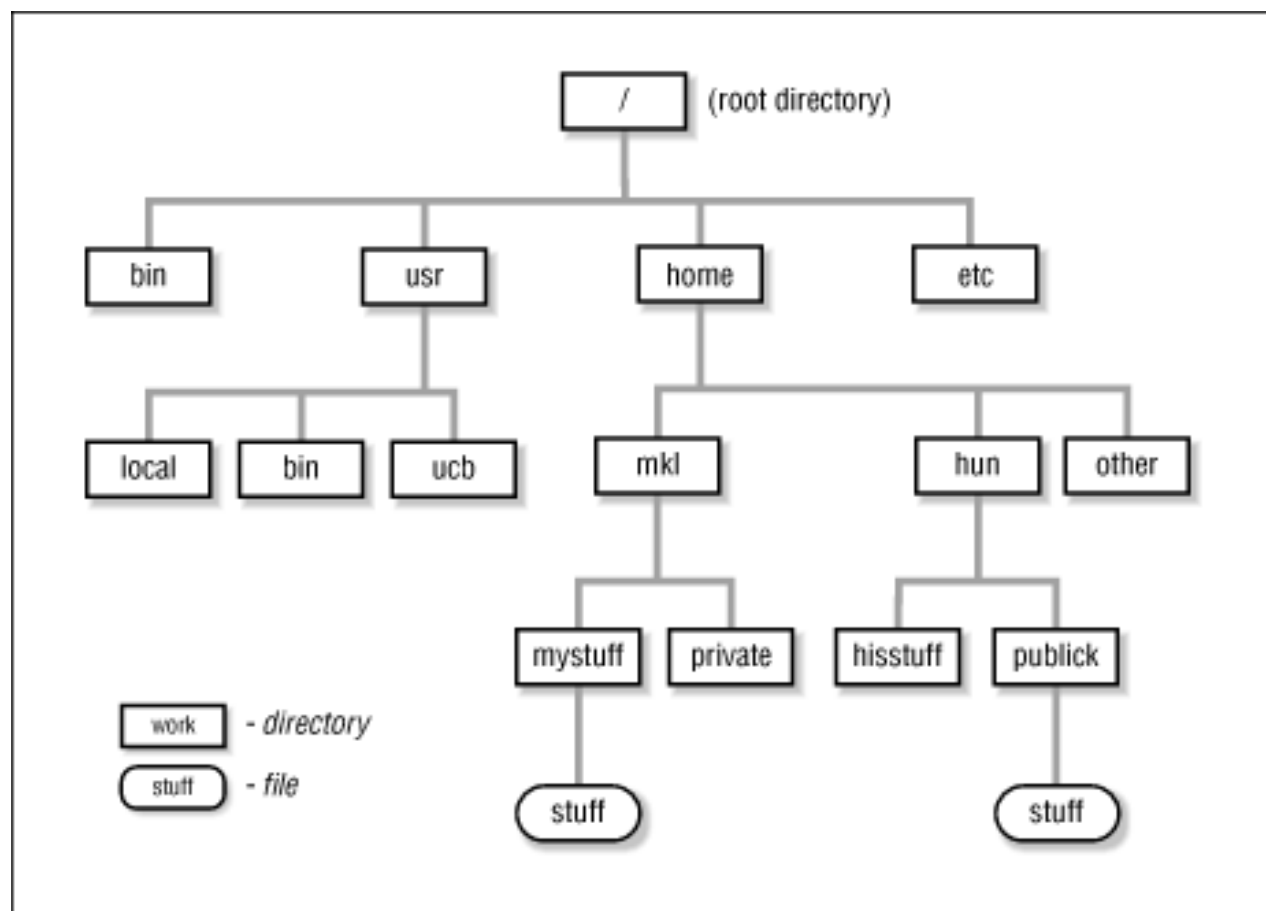 / (root directory)
bin usr home etc
local bin ucb mkl hun other
mystuff private hisstuff publick
work - directory
stuff - file
stuff stuff